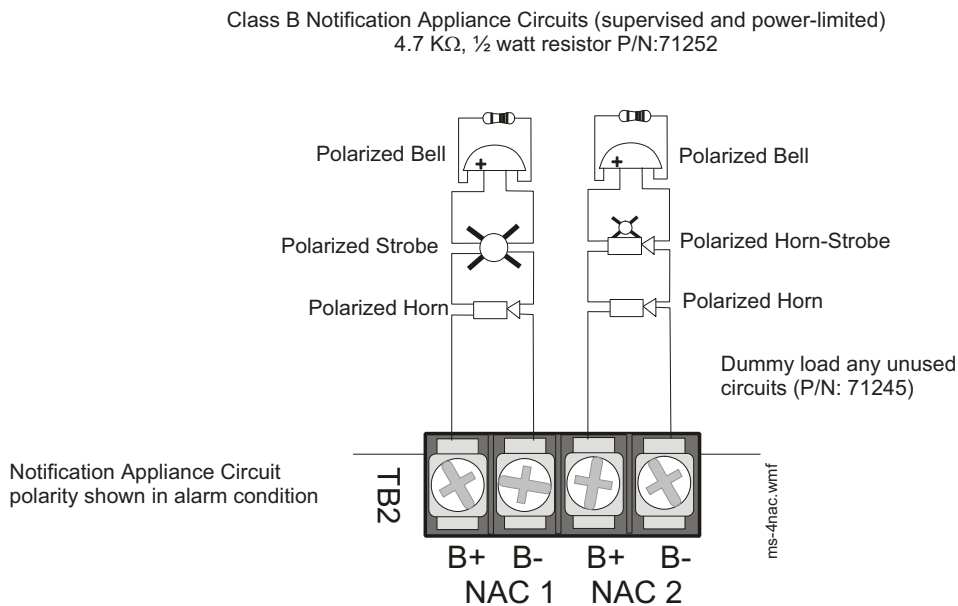 Class B Notification Appliance Circuits (supervised and power-limited)
4.7 KΩ, ½ watt resistor P/N:71252
Polarized Bell
+
+
Polarized Bell
Polarized Strobe
Polarized Horn-Strobe
Polarized Horn
Polarized Horn
Dummy load any unused
circuits (P/N: 71245)
Notification Appliance Circuit
polarity shown in alarm condition
TB2
ms-4nac.wmf
B+ B- B+ B-
NAC 1 NAC 2